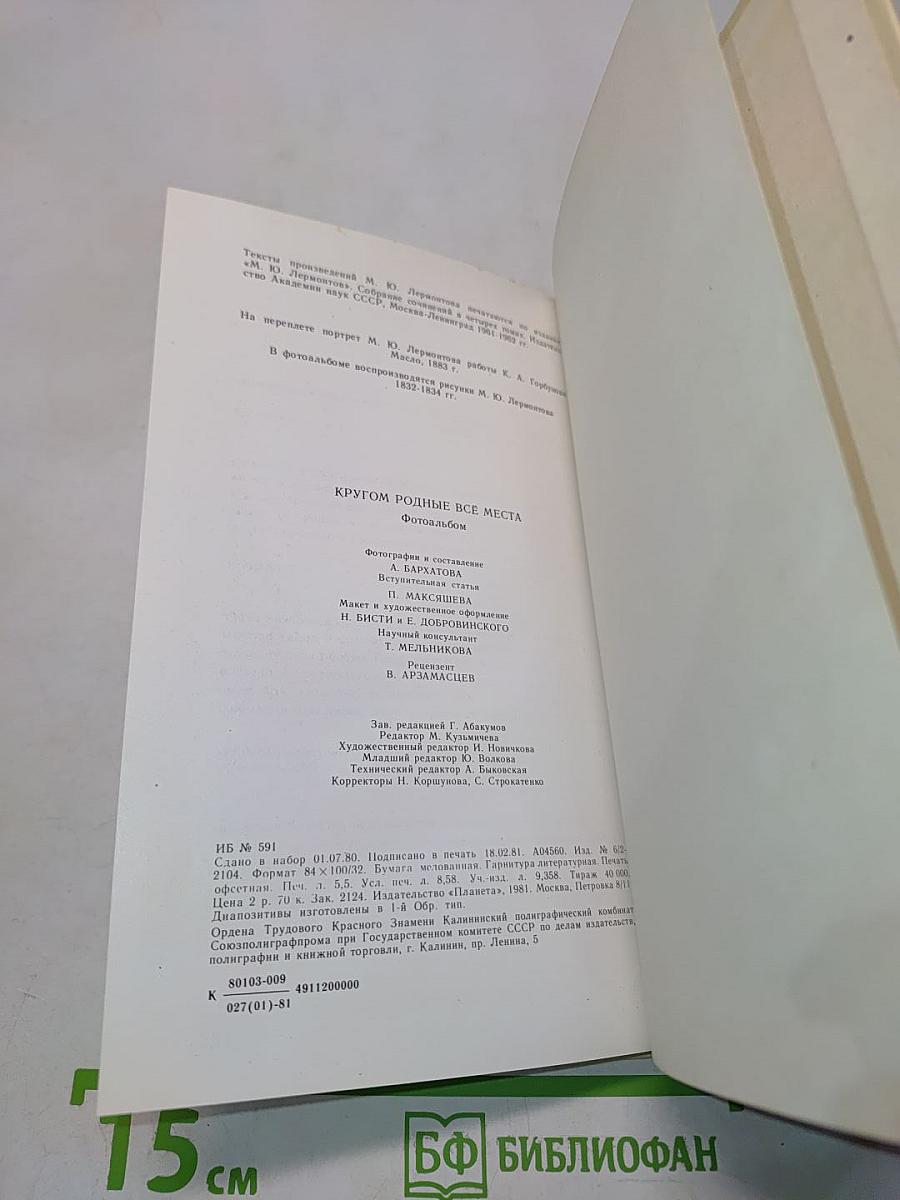 Тексты произведений М. Ю. Лермонтова печатаются по изданию
«М. Ю. Лермонтов». Собрание сочинений в четырех томах. Издательство
ство Академии наук СССР, Москва-Ленинград 1961-1962 гг.
На переплете портрет М. Ю. Лермонтова работы К. А. Горбунова
Масло, 1883 г.
В фотоальбоме воспроизводятся рисунки М. Ю. Лермонтова
1832-1834 гг.
КРУГОМ РОДНЫЕ ВСЁ МЕСТА
Фотоальбом
Фотографии и составление
А. БАРХАТОВА
Вступительная статья
П. МАКСЯШЕВА
Макет и художественное оформление
Н. БИСТИ и Е. ДОБРОВИНСКОГО
Научный консультант
Т. МЕЛЬНИКОВА
Рецензент
В. АРЗАМАСЦЕВ
Зав. редакцией Г. Абакумов
Редактор М. Кузьмичева
Художественный редактор И. Новичкова
Младший редактор Ю. Волкова
Технический редактор А. Быковская
Корректоры Н. Коршунова, С. Строкатенко
ИБ № 591
Сдано в набор 01.07.80. Подписано в печать 18.02.81. А04560. Изд. № 6/2-
2104. Формат 84×100/32. Бумага мелованная. Гарнитура литературная. Печать
офсетная. Печ. л. 5,5. Усл. печ. л. 8,58. Уч.-изд. л. 9,358. Тираж 40 000.
Цена 2 р. 70 к. Зак. 2124. Издательство «Планета», 1981. Москва, Петровка 8/11
Диапозитивы изготовлены в 1-й Обр. тип.
Ордена Трудового Красного Знамени Калининский полиграфический комбинат
Союзполиграфпрома при Государственном комитете СССР по делам издательств,
полиграфии и книжной торговли, г. Калинин, пр. Ленина, 5
К 80103-009 4911200000
027(01)-81
15 см
БФ БИБЛИОФАН